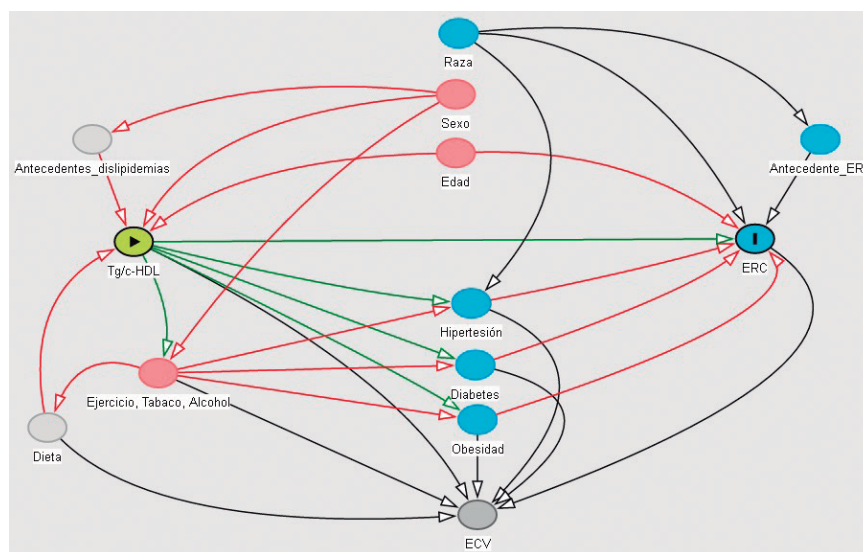 Raza
Sexo
Antecedentes_dislipidemias
Edad
Antecedente_ER
Tg/c-HDL
ERC
Hipertesión
Diabetes
Ejercicio, Tabaco, Alcohol
Obesidad
Dieta
ECV